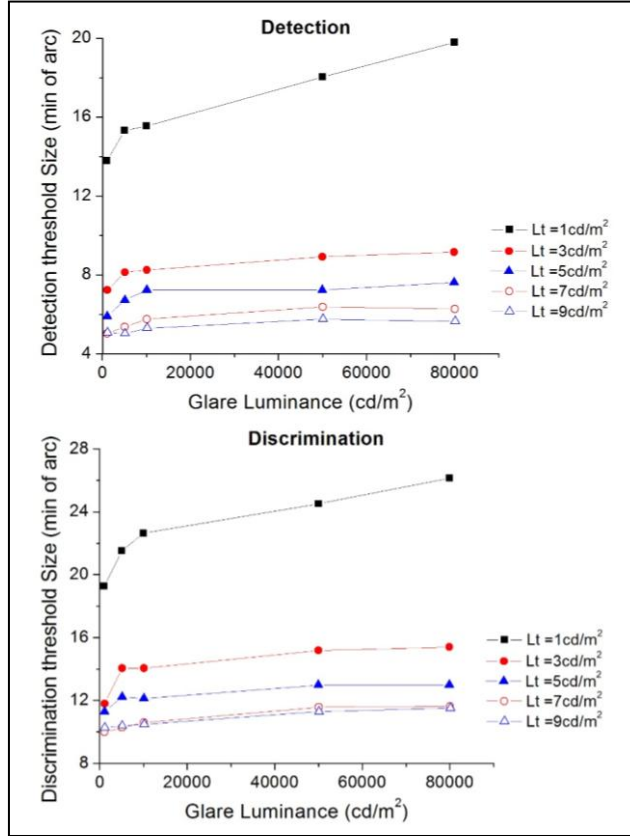 Detection
Detection threshold Size (min of arc)
20
16
12
8
4
0 20000 40000 60000 80000
Glare Luminance (cd/m²)
Lt =1cd/m²
Lt =3cd/m²
Lt =5cd/m²
Lt =7cd/m²
Lt =9cd/m²
Discrimination
Discrimination threshold Size (min of arc)
28
24
20
16
12
8
0 20000 40000 60000 80000
Glare Luminance (cd/m²)
Lt =1cd/m²
Lt =3cd/m²
Lt =5cd/m²
Lt =7cd/m²
Lt =9cd/m²